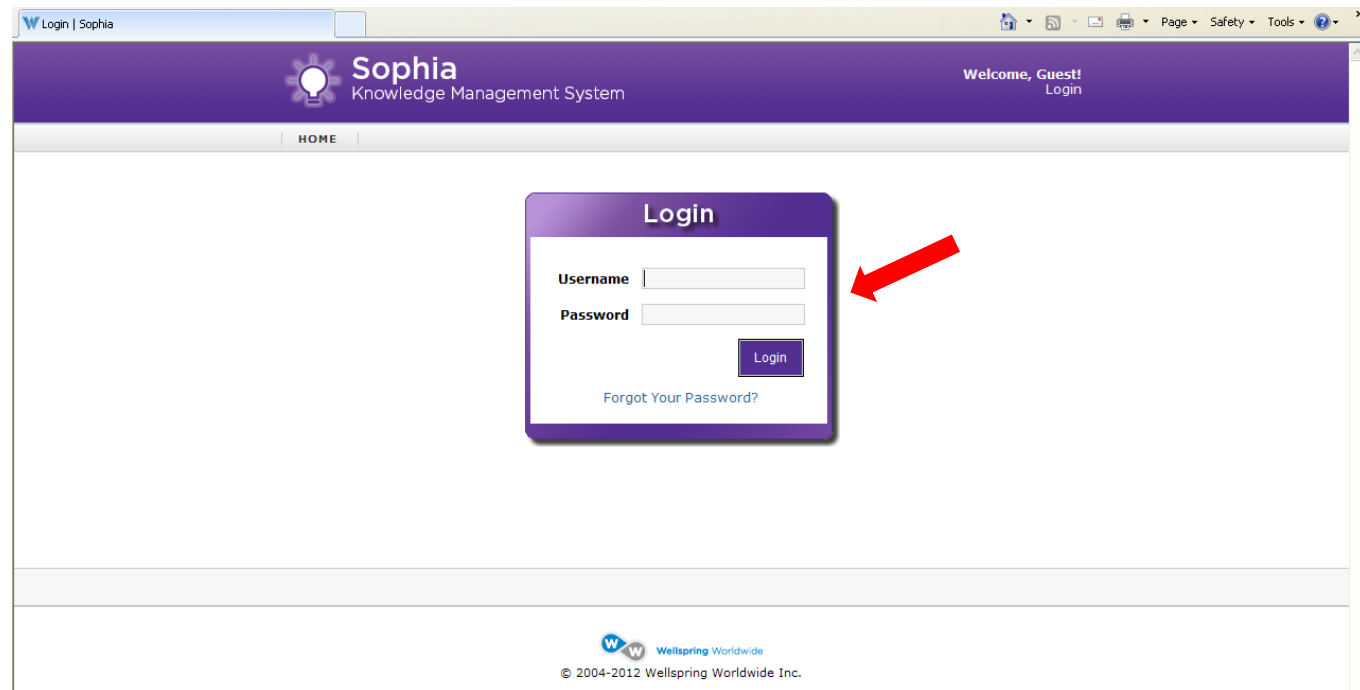 Login | Sophia
Page Safety Tools
Sophia
Knowledge Management System
Welcome, Guest!
Login
HOME
Login
Username
Password
Login
Forgot Your Password?
W W Wellspring Worldwide
© 2004-2012 Wellspring Worldwide Inc.